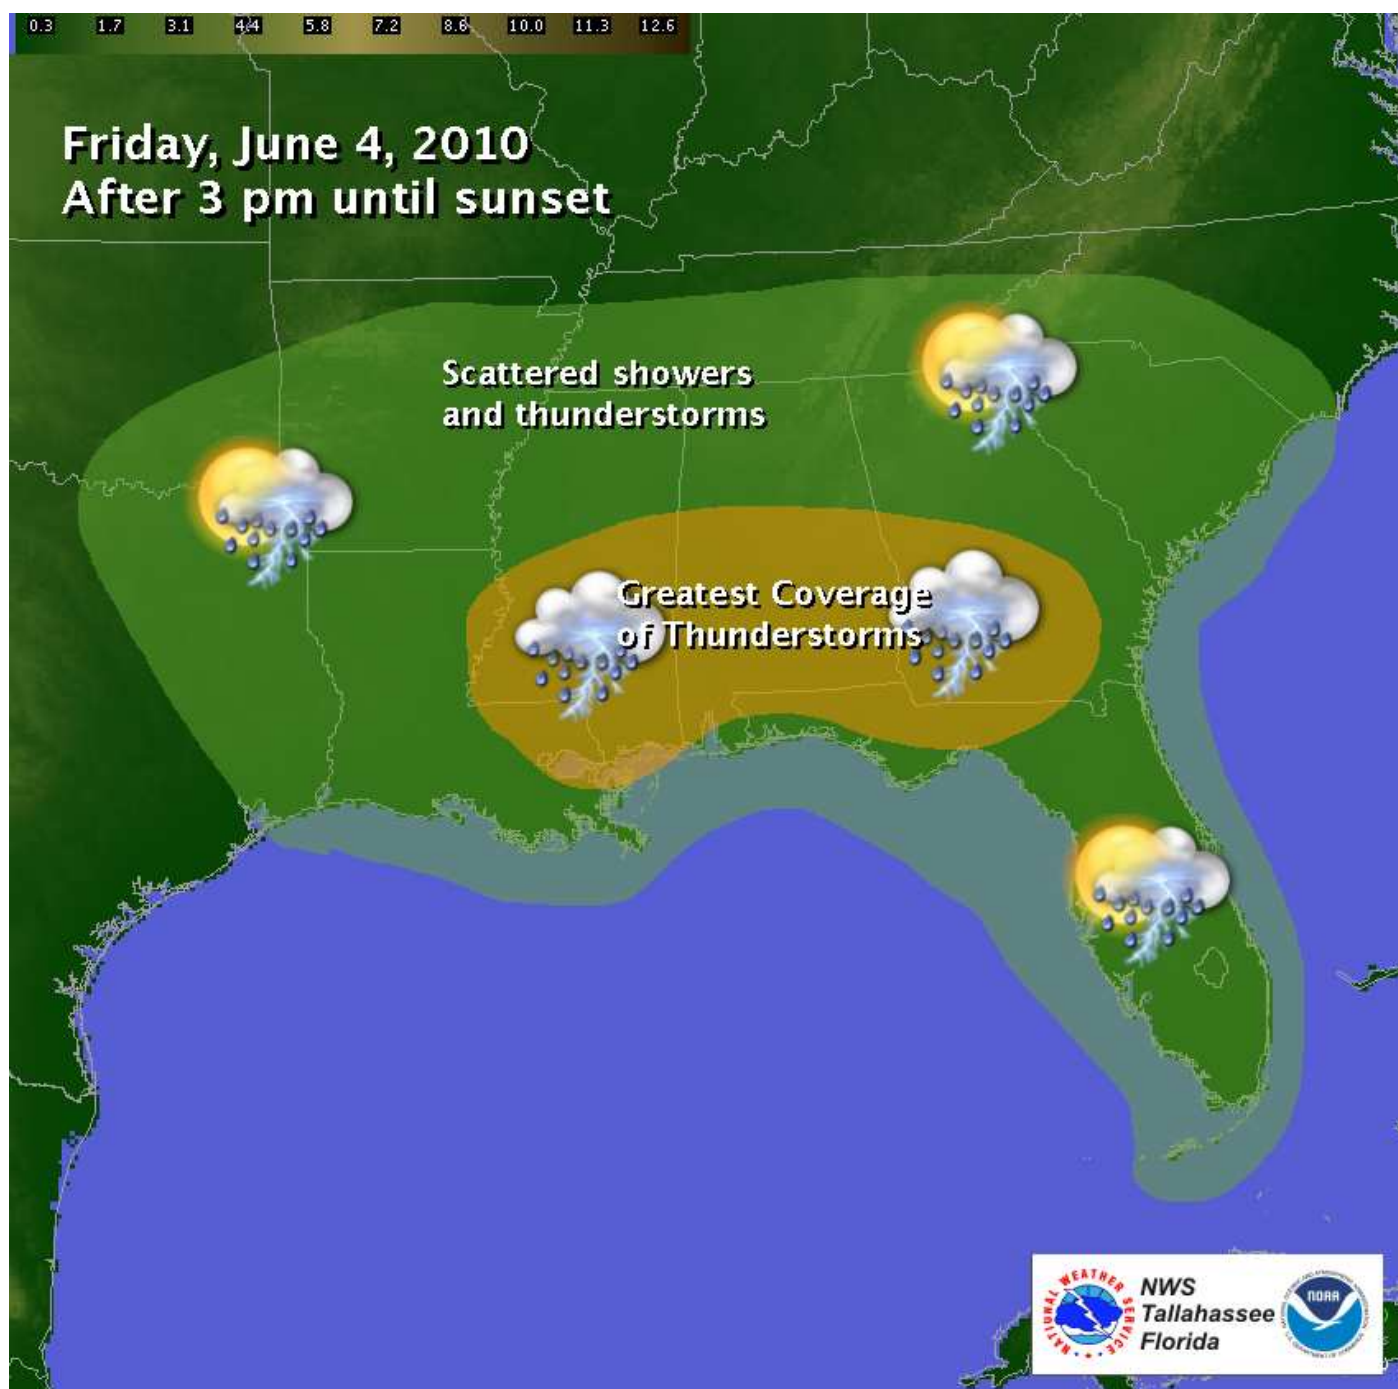 0.3 1.7 3.1 4.4 5.8 7.2 8.6 10.0 11.3 12.6
Friday, June 4, 2010
After 3 pm until sunset
Scattered showers
and thunderstorms
Greatest Coverage
of Thunderstorms
NATIONAL WEATHER SERVICE
NWS
Tallahassee
Florida
NOAA